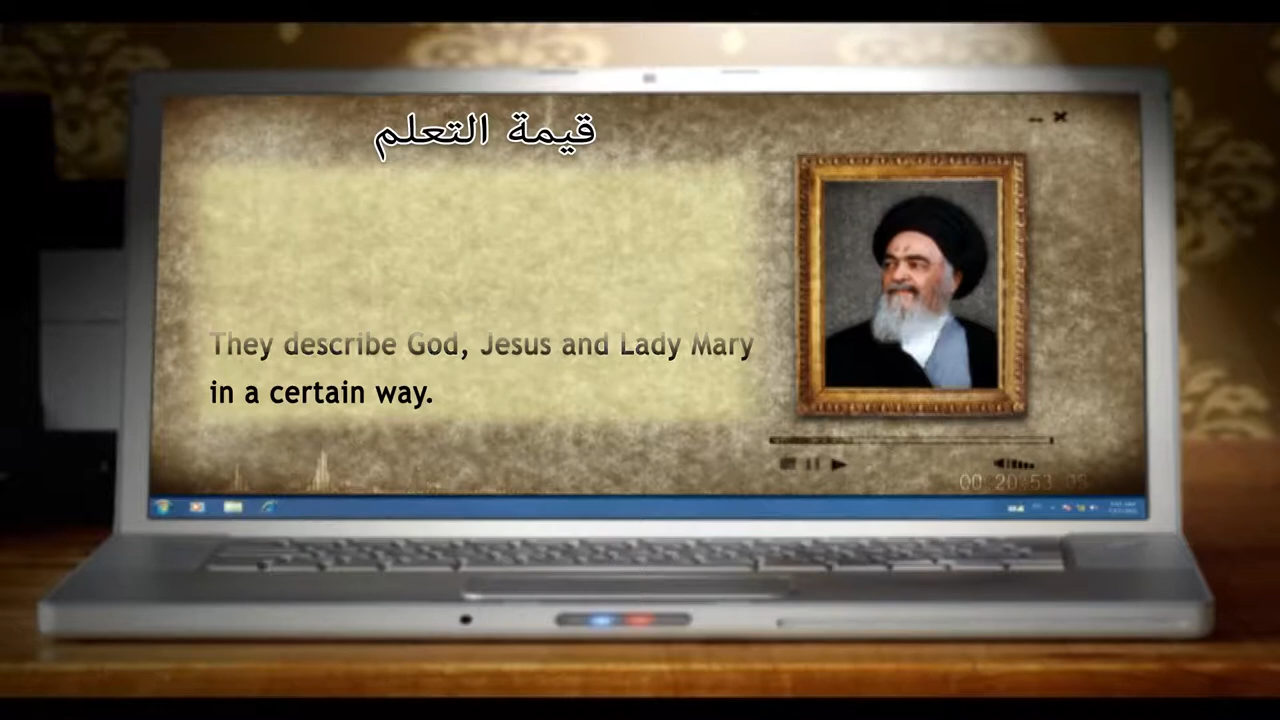 قيمة التعلم
They describe God, Jesus and Lady Mary
in a certain way.